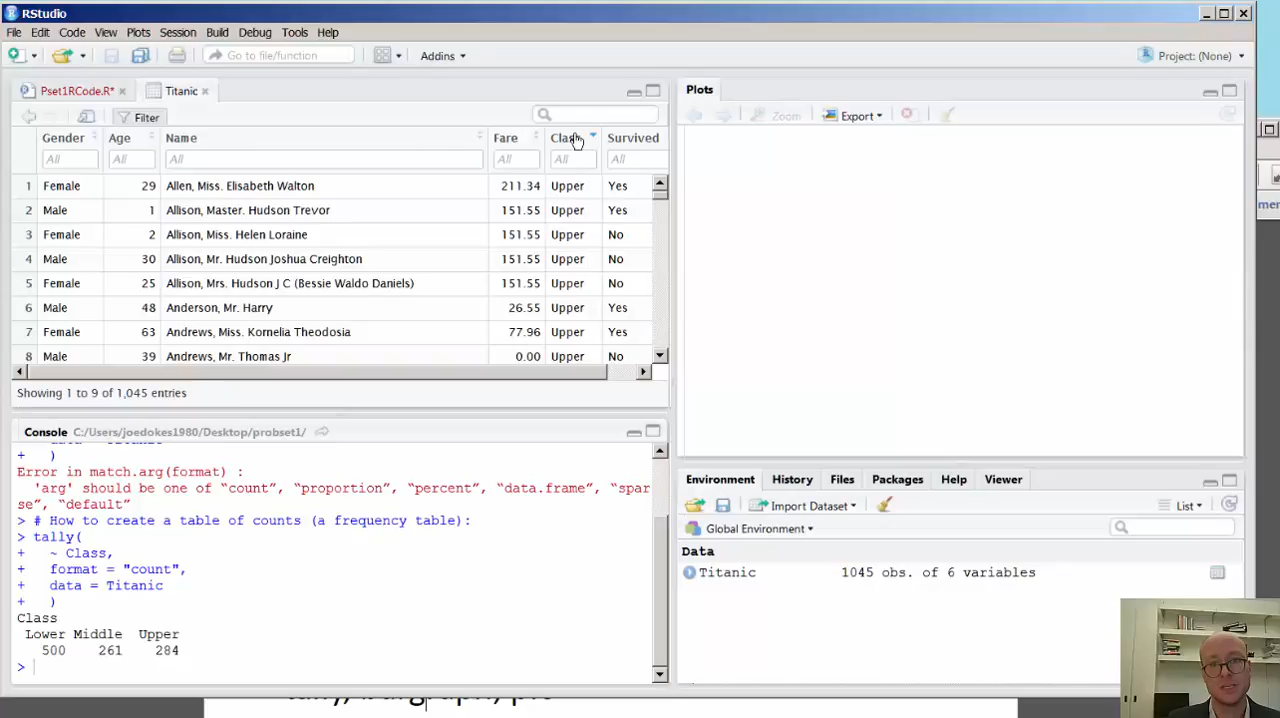 RStudio
File Edit Code View Plots Session Build Debug Tools Help
Go to file/function Addins Project: (None)
Pset1RCode.R* Titanic
Filter
Gender Age Name Fare Class Survived
All All All All All All
1 Female 29 Allen, Miss. Elisabeth Walton 211.34 Upper Yes
2 Male 1 Allison, Master. Hudson Trevor 151.55 Upper Yes
3 Female 2 Allison, Miss. Helen Loraine 151.55 Upper No
4 Male 30 Allison, Mr. Hudson Joshua Creighton 151.55 Upper No
5 Female 25 Allison, Mrs. Hudson J C (Bessie Waldo Daniels) 151.55 Upper No
6 Male 48 Anderson, Mr. Harry 26.55 Upper Yes
7 Female 63 Andrews, Miss. Kornelia Theodosia 77.96 Upper Yes
8 Male 39 Andrews, Mr. Thomas Jr 0.00 Upper No
Showing 1 to 9 of 1,045 entries
Console C:/Users/joedokes1980/Desktop/probset1/
+ )
Error in match.arg(format) :
'arg' should be one of “count”, “proportion”, “percent”, “data.frame”, “spar
se”, “default”
> # How to create a table of counts (a frequency table):
> tally(
+ ~ Class,
+ format = "count",
+ data = Titanic
+ )
Class
Lower Middle Upper
500 261 284
>
Plots
Zoom Export
Environment History Files Packages Help Viewer
Import Dataset List
Global Environment
Data
Titanic 1045 obs. of 6 variables